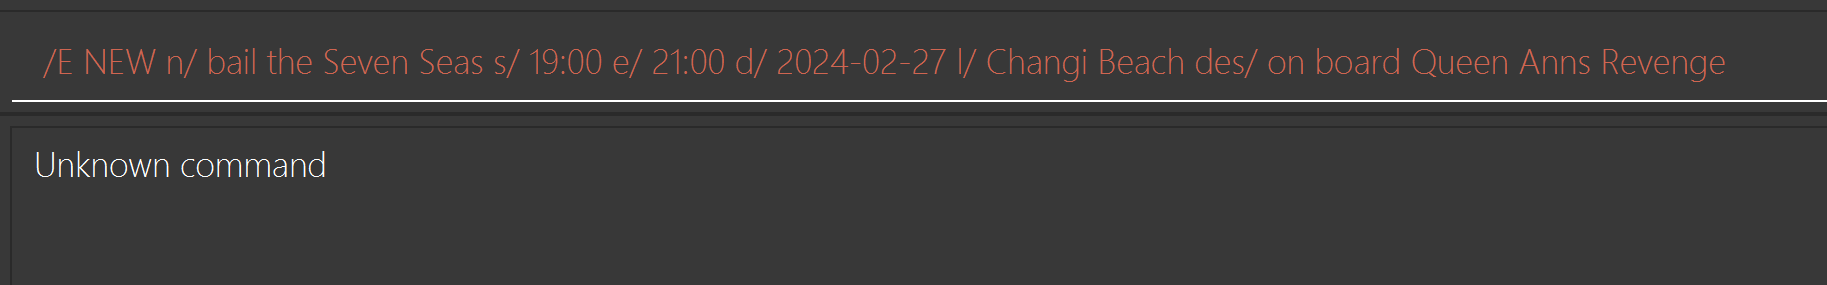 /E NEW n/ bail the Seven Seas s/ 19:00 e/ 21:00 d/ 2024-02-27 l/ Changi Beach des/ on board Queen Anns Revenge
Unknown command